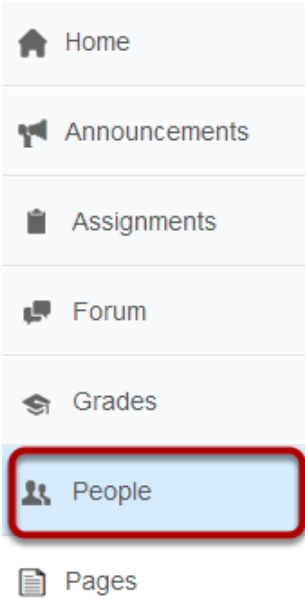 Home
Announcements
Assignments
Forum
Grades
People
Pages